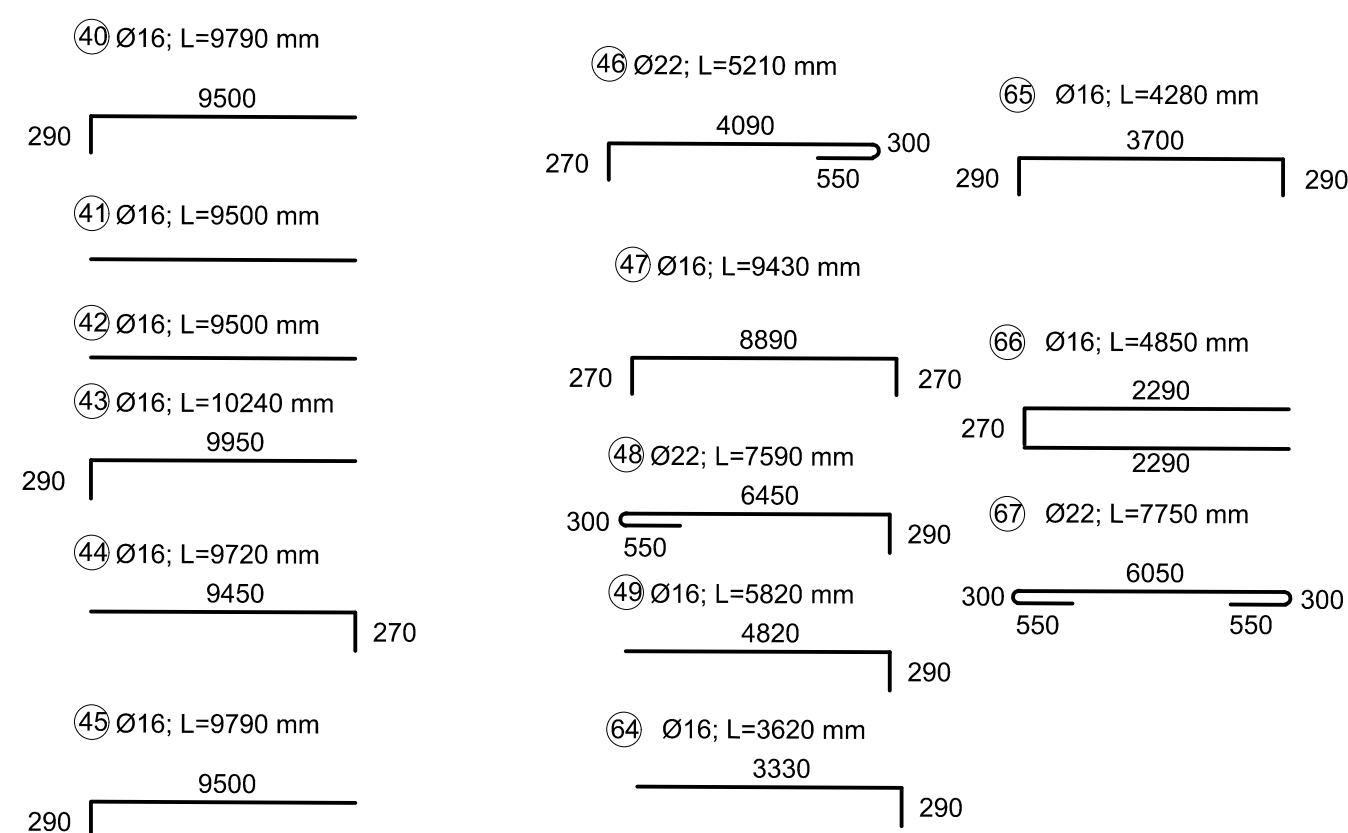 40 Ø16; L=9790 mm
9500
290
41 Ø16; L=9500 mm
42 Ø16; L=9500 mm
43 Ø16; L=10240 mm
9950
290
44 Ø16; L=9720 mm
9450
270
45 Ø16; L=9790 mm
9500
290
46 Ø22; L=5210 mm
4090
300
270
550
47 Ø16; L=9430 mm
8890
270 270
48 Ø22; L=7590 mm
6450
300
290
550
49 Ø16; L=5820 mm
4820
290
64 Ø16; L=3620 mm
3330
290
65 Ø16; L=4280 mm
3700
290 290
66 Ø16; L=4850 mm
2290
270
2290
67 Ø22; L=7750 mm
6050
300 300
550 550